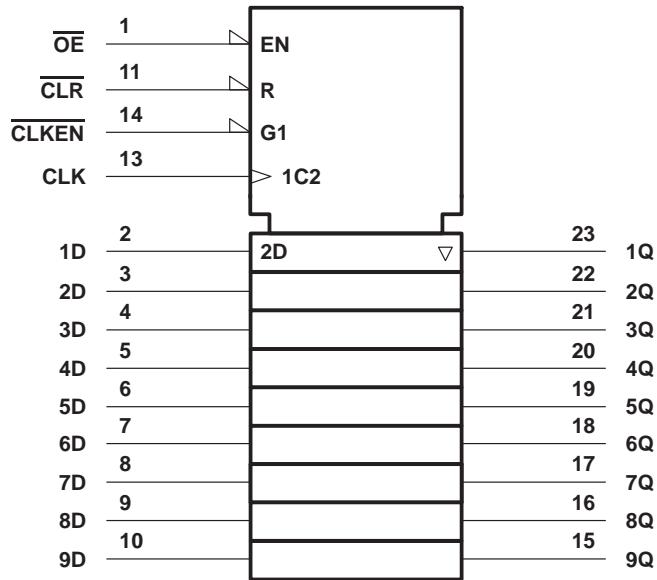 1
OE EN
11
CLR R
14
CLKEN G1
13
CLK 1C2
2 23
1D 2D 1Q
3 22
2D 2Q
4 21
3D 3Q
5 20
4D 4Q
6 19
5D 5Q
7 18
6D 6Q
8 17
7D 7Q
9 16
8D 8Q
10 15
9D 9Q